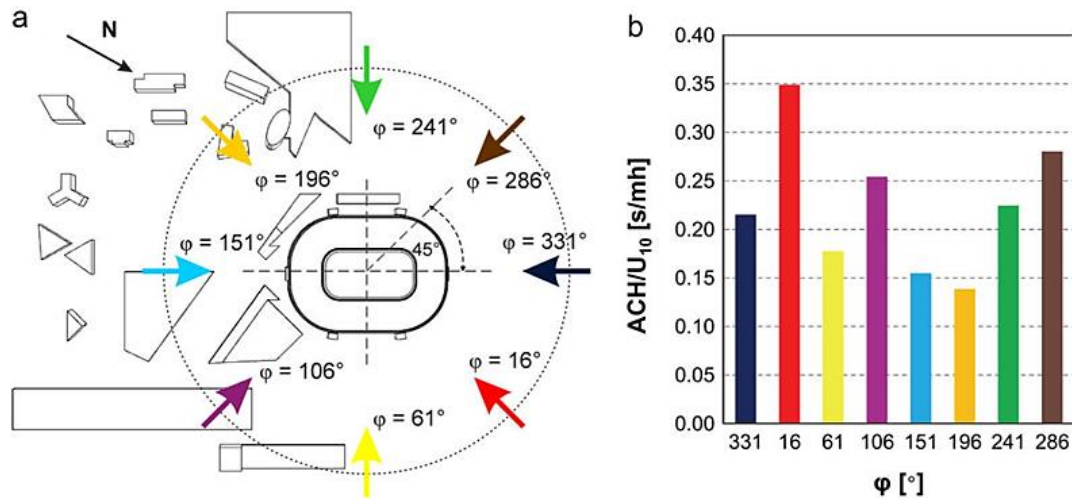 a
N
φ = 241°
φ = 196°
φ = 286°
φ = 151°
45°
φ = 331°
φ = 106°
φ = 16°
φ = 61°
b
ACH/U10 [s/mh]
0.40
0.35
0.30
0.25
0.20
0.15
0.10
0.05
0.00
331 16 61 106 151 196 241 286
φ [°]